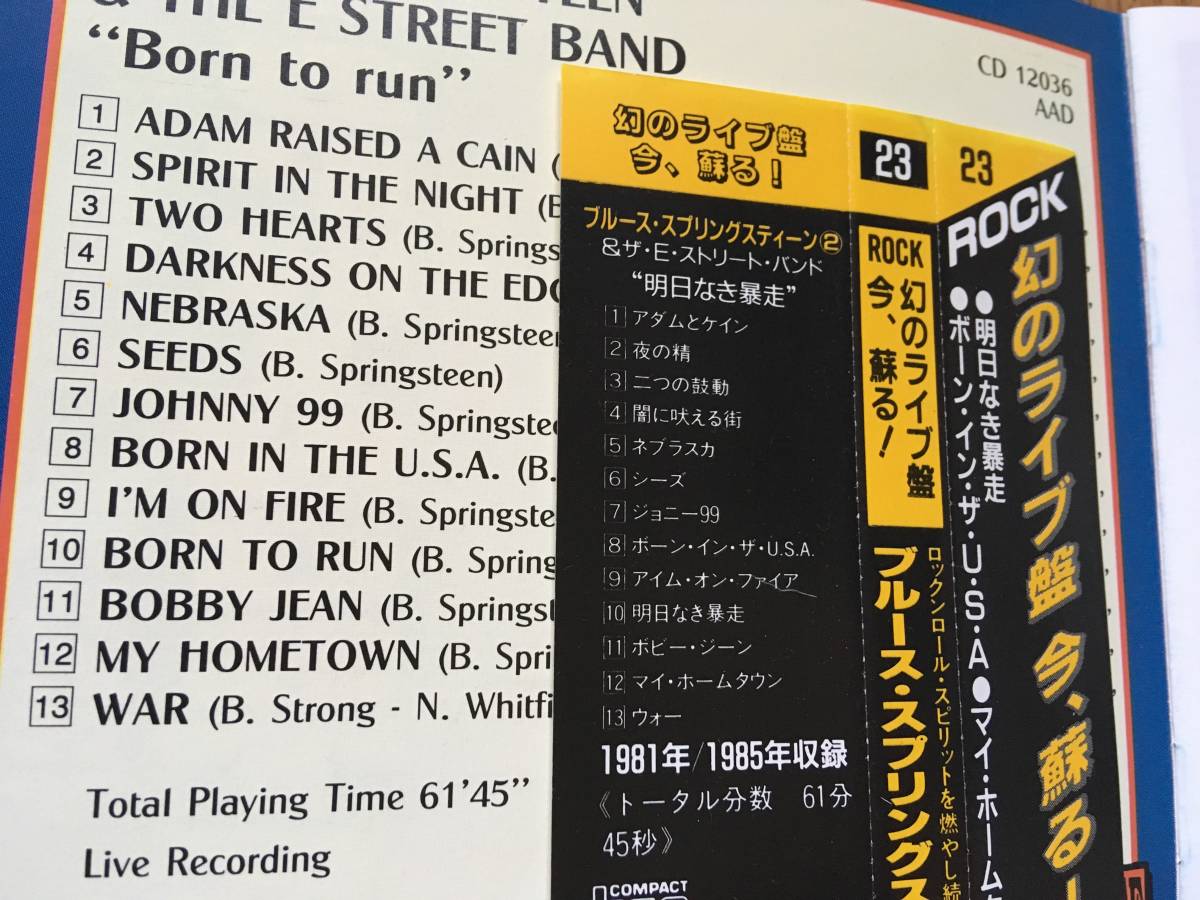 & THE E STREET BAND
“Born to run”
CD 12036
AAD
1 ADAM RAISED A CAIN (
2 SPIRIT IN THE NIGHT (B
3 TWO HEARTS (B. Springs
4 DARKNESS ON THE EDG
5 NEBRASKA (B. Springsteen
6 SEEDS (B. Springsteen)
7 JOHNNY 99 (B. Springstee
8 BORN IN THE U.S.A. (B.
9 I'M ON FIRE (B. Springste
10 BORN TO RUN (B. Spring
11 BOBBY JEAN (B. Springst
12 MY HOMETOWN (B. Spri
13 WAR (B. Strong - N. Whitfi
Total Playing Time 61'45”
Live Recording
幻のライブ盤
今、蘇る!
ブルース・スプリングスティーン②
&ザ・E・ストリート・バンド
“明日なき暴走”
1 アダムとケイン
2 夜の精
3 二つの鼓動
4 闇に吠える街
5 ネブラスカ
6 シーズ
7 ジョニー99
8 ボーン・イン・ザ・U.S.A.
9 アイム・オン・ファイア
10 明日なき暴走
11 ボビー・ジーン
12 マイ・ホームタウン
13 ウォー
1981年/1985年収録
《トータル分数 61分
45秒》
COMPACT
23
ROCK
幻のライブ盤
今、蘇る!
ロックンロール・スピリットを燃やし続
ブルース・スプリングス
23
ROCK
幻のライブ盤 今、蘇る!
●明日なき暴走
●ボーン・イン・ザ・U・S・A●マイ・ホームタ